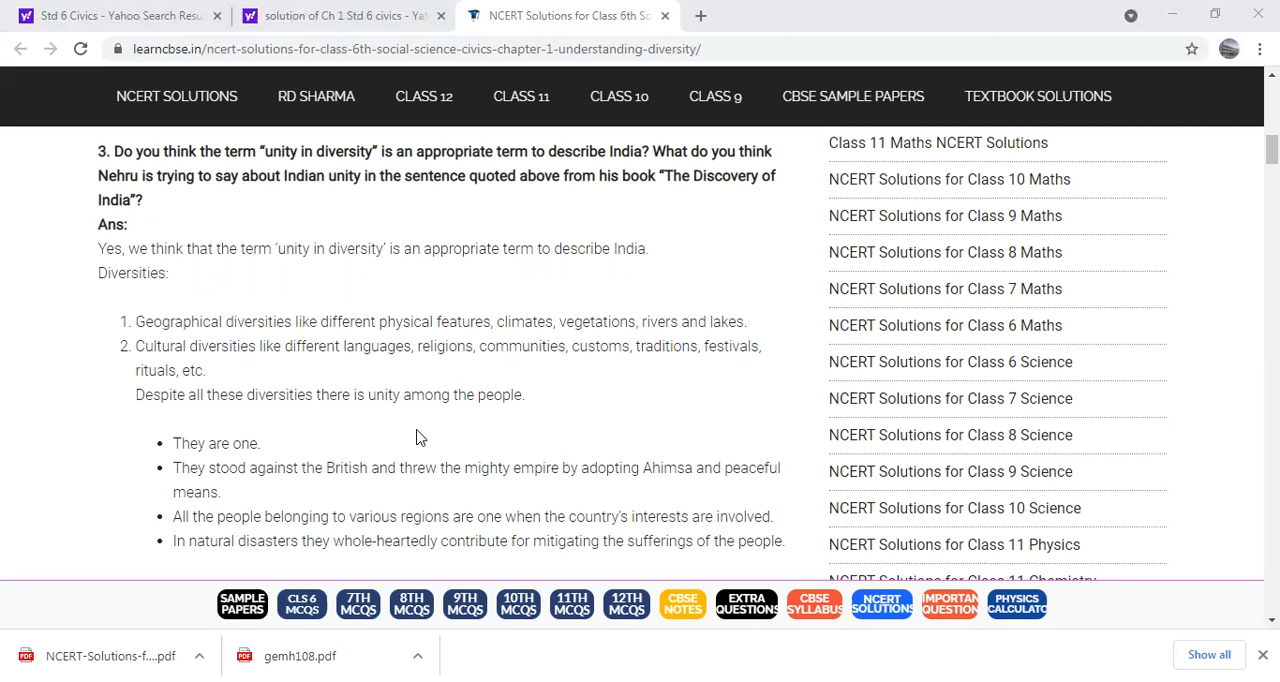 Std 6 Civics - Yahoo Search Resu
solution of Ch 1 Std 6 civics - Ya
NCERT Solutions for Class 6th So
learncbse.in/ncert-solutions-for-class-6th-social-science-civics-chapter-1-understanding-diversity/
NCERT SOLUTIONS RD SHARMA CLASS 12 CLASS 11 CLASS 10 CLASS 9 CBSE SAMPLE PAPERS TEXTBOOK SOLUTIONS
3. Do you think the term “unity in diversity” is an appropriate term to describe India? What do you think
Nehru is trying to say about Indian unity in the sentence quoted above from his book “The Discovery of
India”?
Ans:
Yes, we think that the term ‘unity in diversity’ is an appropriate term to describe India.
Diversities:
1. Geographical diversities like different physical features, climates, vegetations, rivers and lakes.
2. Cultural diversities like different languages, religions, communities, customs, traditions, festivals,
rituals, etc.
Despite all these diversities there is unity among the people.
• They are one.
• They stood against the British and threw the mighty empire by adopting Ahimsa and peaceful
means.
• All the people belonging to various regions are one when the country’s interests are involved.
• In natural disasters they whole-heartedly contribute for mitigating the sufferings of the people.
Class 11 Maths NCERT Solutions
NCERT Solutions for Class 10 Maths
NCERT Solutions for Class 9 Maths
NCERT Solutions for Class 8 Maths
NCERT Solutions for Class 7 Maths
NCERT Solutions for Class 6 Maths
NCERT Solutions for Class 6 Science
NCERT Solutions for Class 7 Science
NCERT Solutions for Class 8 Science
NCERT Solutions for Class 9 Science
NCERT Solutions for Class 10 Science
NCERT Solutions for Class 11 Physics
NCERT Solutions for Class 11 Chemistry
SAMPLE CLS 6 7TH 8TH 9TH 10TH 11TH 12TH CBSE EXTRA CBSE NCERT IMPORTAN PHYSICS
PAPERS MCQS MCQS MCQS MCQS MCQS MCQS MCQS NOTES QUESTIONS SYLLABUS SOLUTIONS QUESTION CALCULATO
NCERT-Solutions-f....pdf
gemh108.pdf
Show all